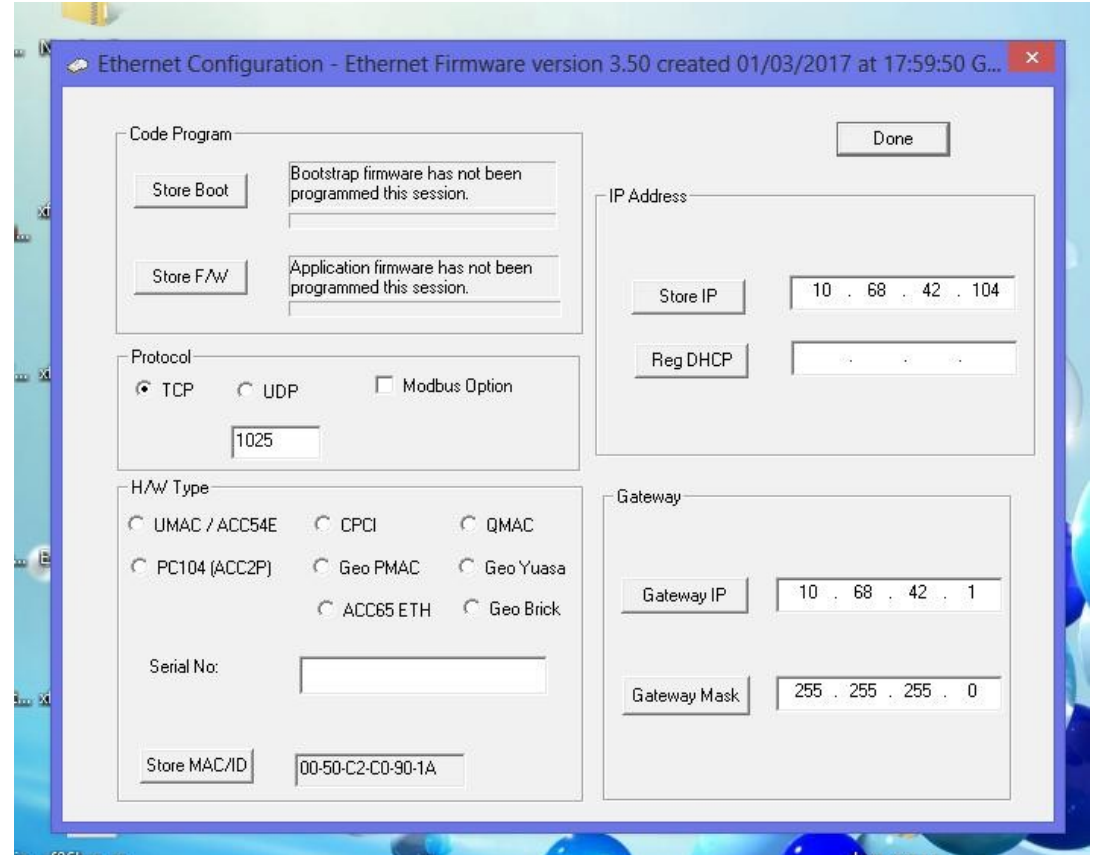 Ethernet Configuration - Ethernet Firmware version 3.50 created 01/03/2017 at 17:59:50 G...
Code Program
Store Boot
Bootstrap firmware has not been
programmed this session.
Store F/W
Application firmware has not been
programmed this session.
Protocol
TCP
UDP
Modbus Option
1025
H/W Type
UMAC / ACC54E
CPCI
QMAC
PC104 (ACC2P)
Geo PMAC
Geo Yuasa
ACC65 ETH
Geo Brick
Serial No:
Store MAC/ID
00-50-C2-C0-90-1A
Done
IP Address
Store IP
10 . 68 . 42 . 104
Reg DHCP
. . .
Gateway
Gateway IP
10 . 68 . 42 . 1
Gateway Mask
255 . 255 . 255 . 0